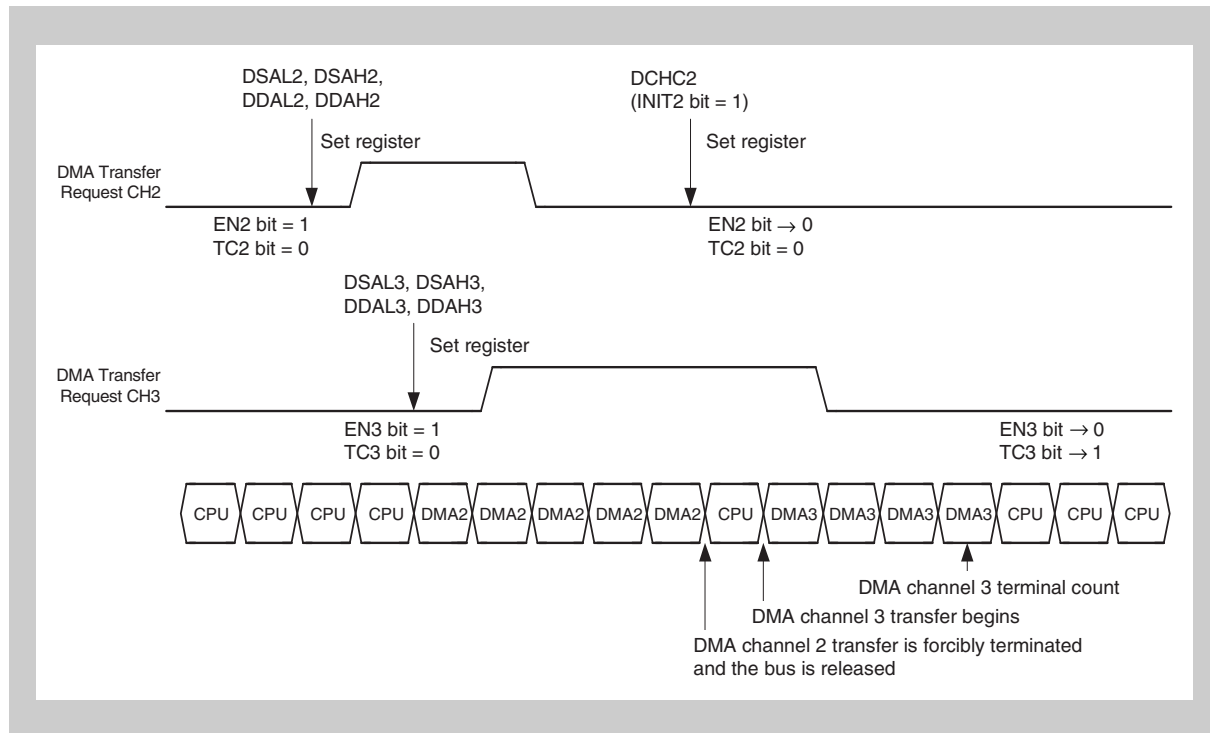 DSAL2, DSAH2,
DDAL2, DDAH2
Set register
DCHC2
(INIT2 bit = 1)
Set register
DMA Transfer
Request CH2
EN2 bit = 1
TC2 bit = 0
EN2 bit → 0
TC2 bit = 0
DSAL3, DSAH3,
DDAL3, DDAH3
Set register
DMA Transfer
Request CH3
EN3 bit = 1
TC3 bit = 0
EN3 bit → 0
TC3 bit → 1
CPU CPU CPU CPU DMA2 DMA2 DMA2 DMA2 DMA2 CPU DMA3 DMA3 DMA3 DMA3 CPU CPU CPU
DMA channel 3 terminal count
DMA channel 3 transfer begins
DMA channel 2 transfer is forcibly terminated
and the bus is released